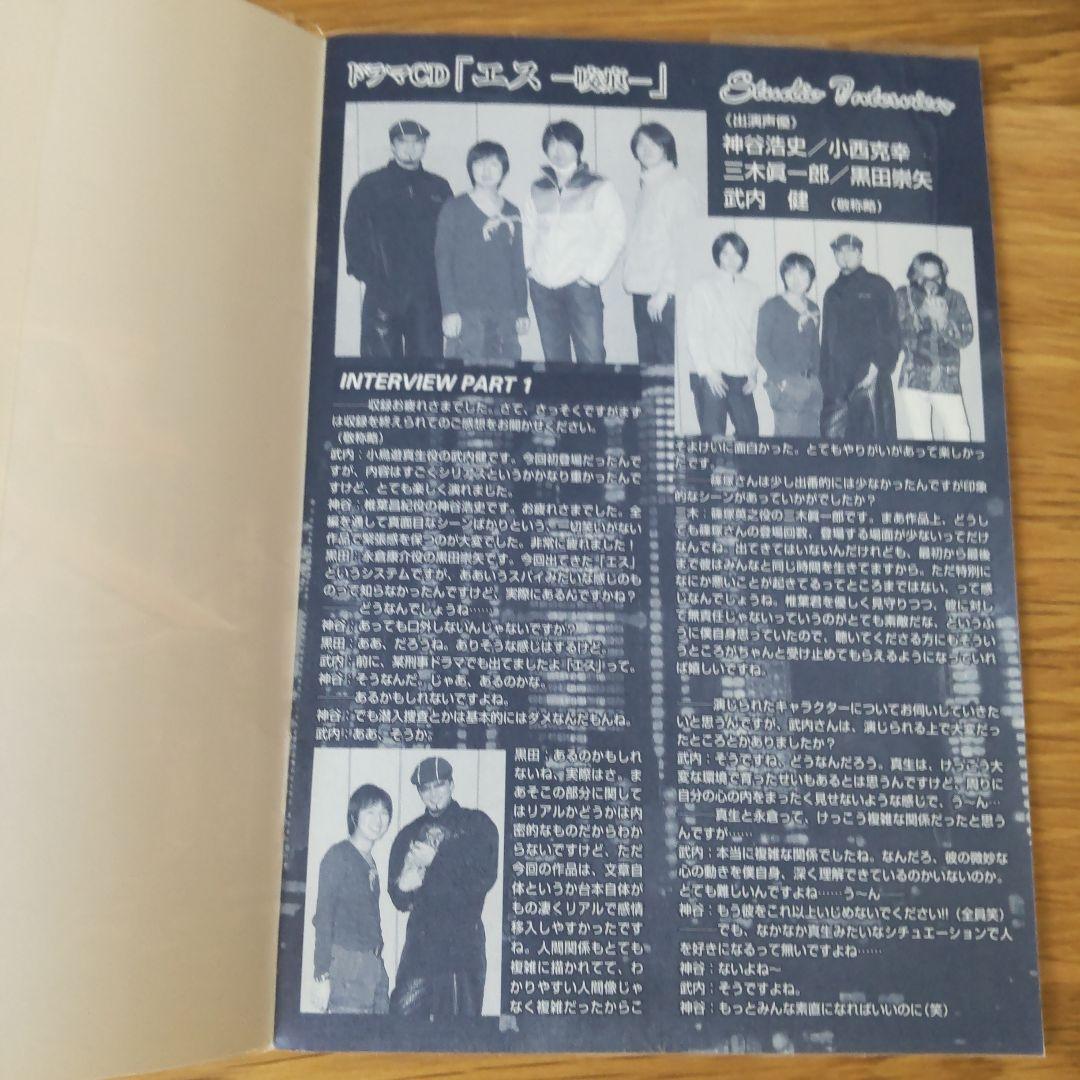 ドラマCD「エス ー咬痕ー」
Studio Interview
〈出演声優〉
神谷浩史／小西克幸
三木眞一郎／黒田崇矢
武内 健 （敬称略）
INTERVIEW PART 1
――収録お疲れさまでした。さて、さっそくですがまず
は収録を終えられてのご感想をお聞かせください。
（敬称略）
武内：小鳥遊真生役の武内健です。今回初登場だったんで
すが、内容はすごくシリアスというかかなり重かったんで
すけど、とても楽しく演れました。
神谷：椎葉昌紀役の神谷浩史です。お疲れさまでした。全
編を通して真面目なシーンばかりという、一切笑いがない
作品で緊張感を保つのが大変でした。非常に疲れました！
黒田：永倉康介役の黒田崇矢です。今回出てきた「エス」
というシステムですが、ああいうスパイみたいな感じのも
のって知らなかったんですけど、実際にあるんですかね？
――どうなんでしょうね……
神谷：あっても口外しないんじゃないですか？
黒田：ああ、だろうね。ありそうな感じはするけど、
武内：前に、某刑事ドラマでも出てましたよ「エス」って。
神谷：そうなんだ。じゃあ、あるのかな。
――あるかもしれないですよね。
神谷：でも潜入捜査とかは基本的にはダメなんだもんね。
武内：ああ、そうか。
黒田：あるのかもしれ
ないね、実際はさ。ま
あそこの部分に関して
はリアルかどうかは内
密的なものだからわか
らないですけど、ただ
今回の作品は、文章自
体というか台本自体が
もの凄くリアルで感情
移入しやすかったです
ね。人間関係もとても
複雑に描かれてて、わ
かりやすい人間像じゃ
なく複雑だったからこ
そよけいに面白かった。とてもやりがいがあって楽しかっ
たです。
――篠塚さんは少し出番的には少なかったんですが印象
的なシーンがあっていかがでしたか？
三木：篠塚英之役の三木眞一郎です。まあ作品上、どうし
ても篠塚さんの登場回数、登場する場面が少ないってだけ
なんでね。出てきてはいないんだけれども、最初から最後
まで彼はみんなと同じ時間を生きてますから。ただ特別に
なにか悪いことが起きてるってところまではない、って感
じなんでしょうね。椎葉君を優しく見守りつつ、彼に対し
て無責任じゃないっていうのがとても素敵だな、というふ
うに僕自身思っていたので、聴いてくださる方にもそうい
うところがちゃんと受け止めてもらえるようになっていれ
ば嬉しいですね。
――演じられたキャラクターについてお伺いしていきた
いと思うんですが、武内さんは、演じられる上で大変だっ
たところとかありましたか？
武内：そうですね、どうなんだろう。真生は、けっこう大
変な環境で育ったせいもあるとは思うんですけど、周りに
自分の心の内をまったく見せないような感じで、う〜ん…
――真生と永倉って、けっこう複雑な関係だったと思う
んですが……
武内：本当に複雑な関係でしたね。なんだろ、彼の微妙な
心の動きを僕自身、深く理解できているのかいないのか。
とても難しいんですよね……う〜ん――
神谷：もう彼をこれ以上いじめないでください!!（全員笑）
――でも、なかなか真生みたいなシチュエーションで人
を好きになるって無いですよね……
神谷：ないよね〜
武内：そうですよね。
神谷：もっとみんな素直になればいいのに（笑）